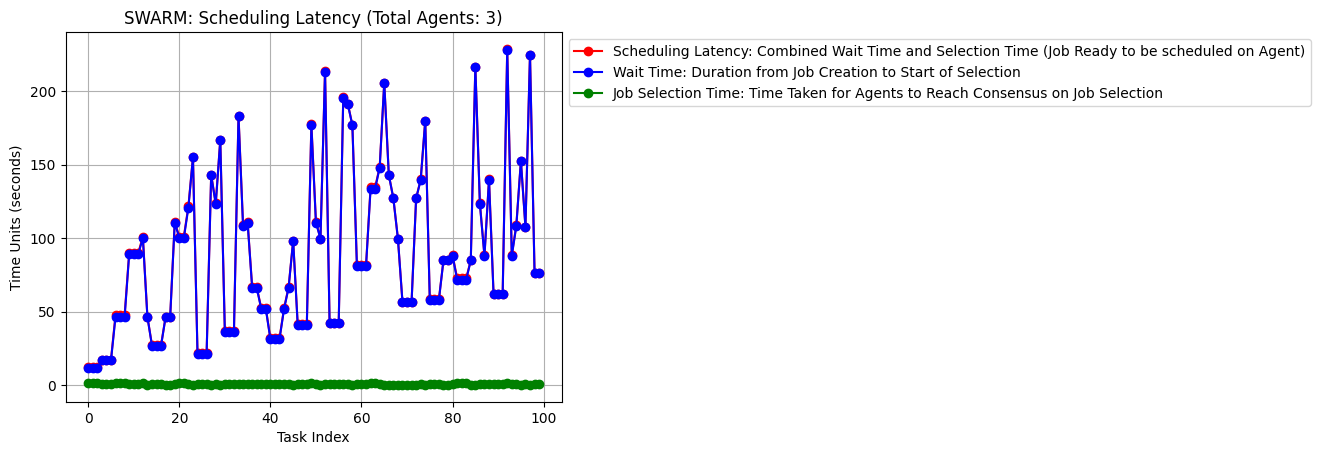 SWARM: Scheduling Latency (Total Agents: 3)
Scheduling Latency: Combined Wait Time and Selection Time (Job Ready to be scheduled on Agent)
Wait Time: Duration from Job Creation to Start of Selection
Job Selection Time: Time Taken for Agents to Reach Consensus on Job Selection
Time Units (seconds)
200
150
100
50
0
0 20 40 60 80 100
Task Index